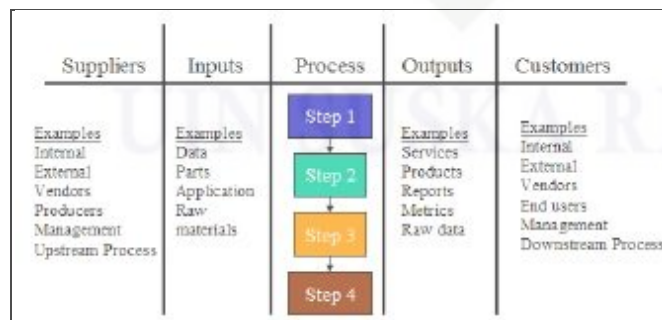 Suppliers
Inputs
Process
Outputs
Customers
Examples
Internal
External
Vendors
Producers
Management
Upstream Process
Examples
Data
Parts
Application
Raw
materials
Step 1
Step 2
Step 3
Step 4
Examples
Services
Products
Reports
Metrics
Raw data
Examples
Internal
External
Vendors
End users
Management
Downstream Process